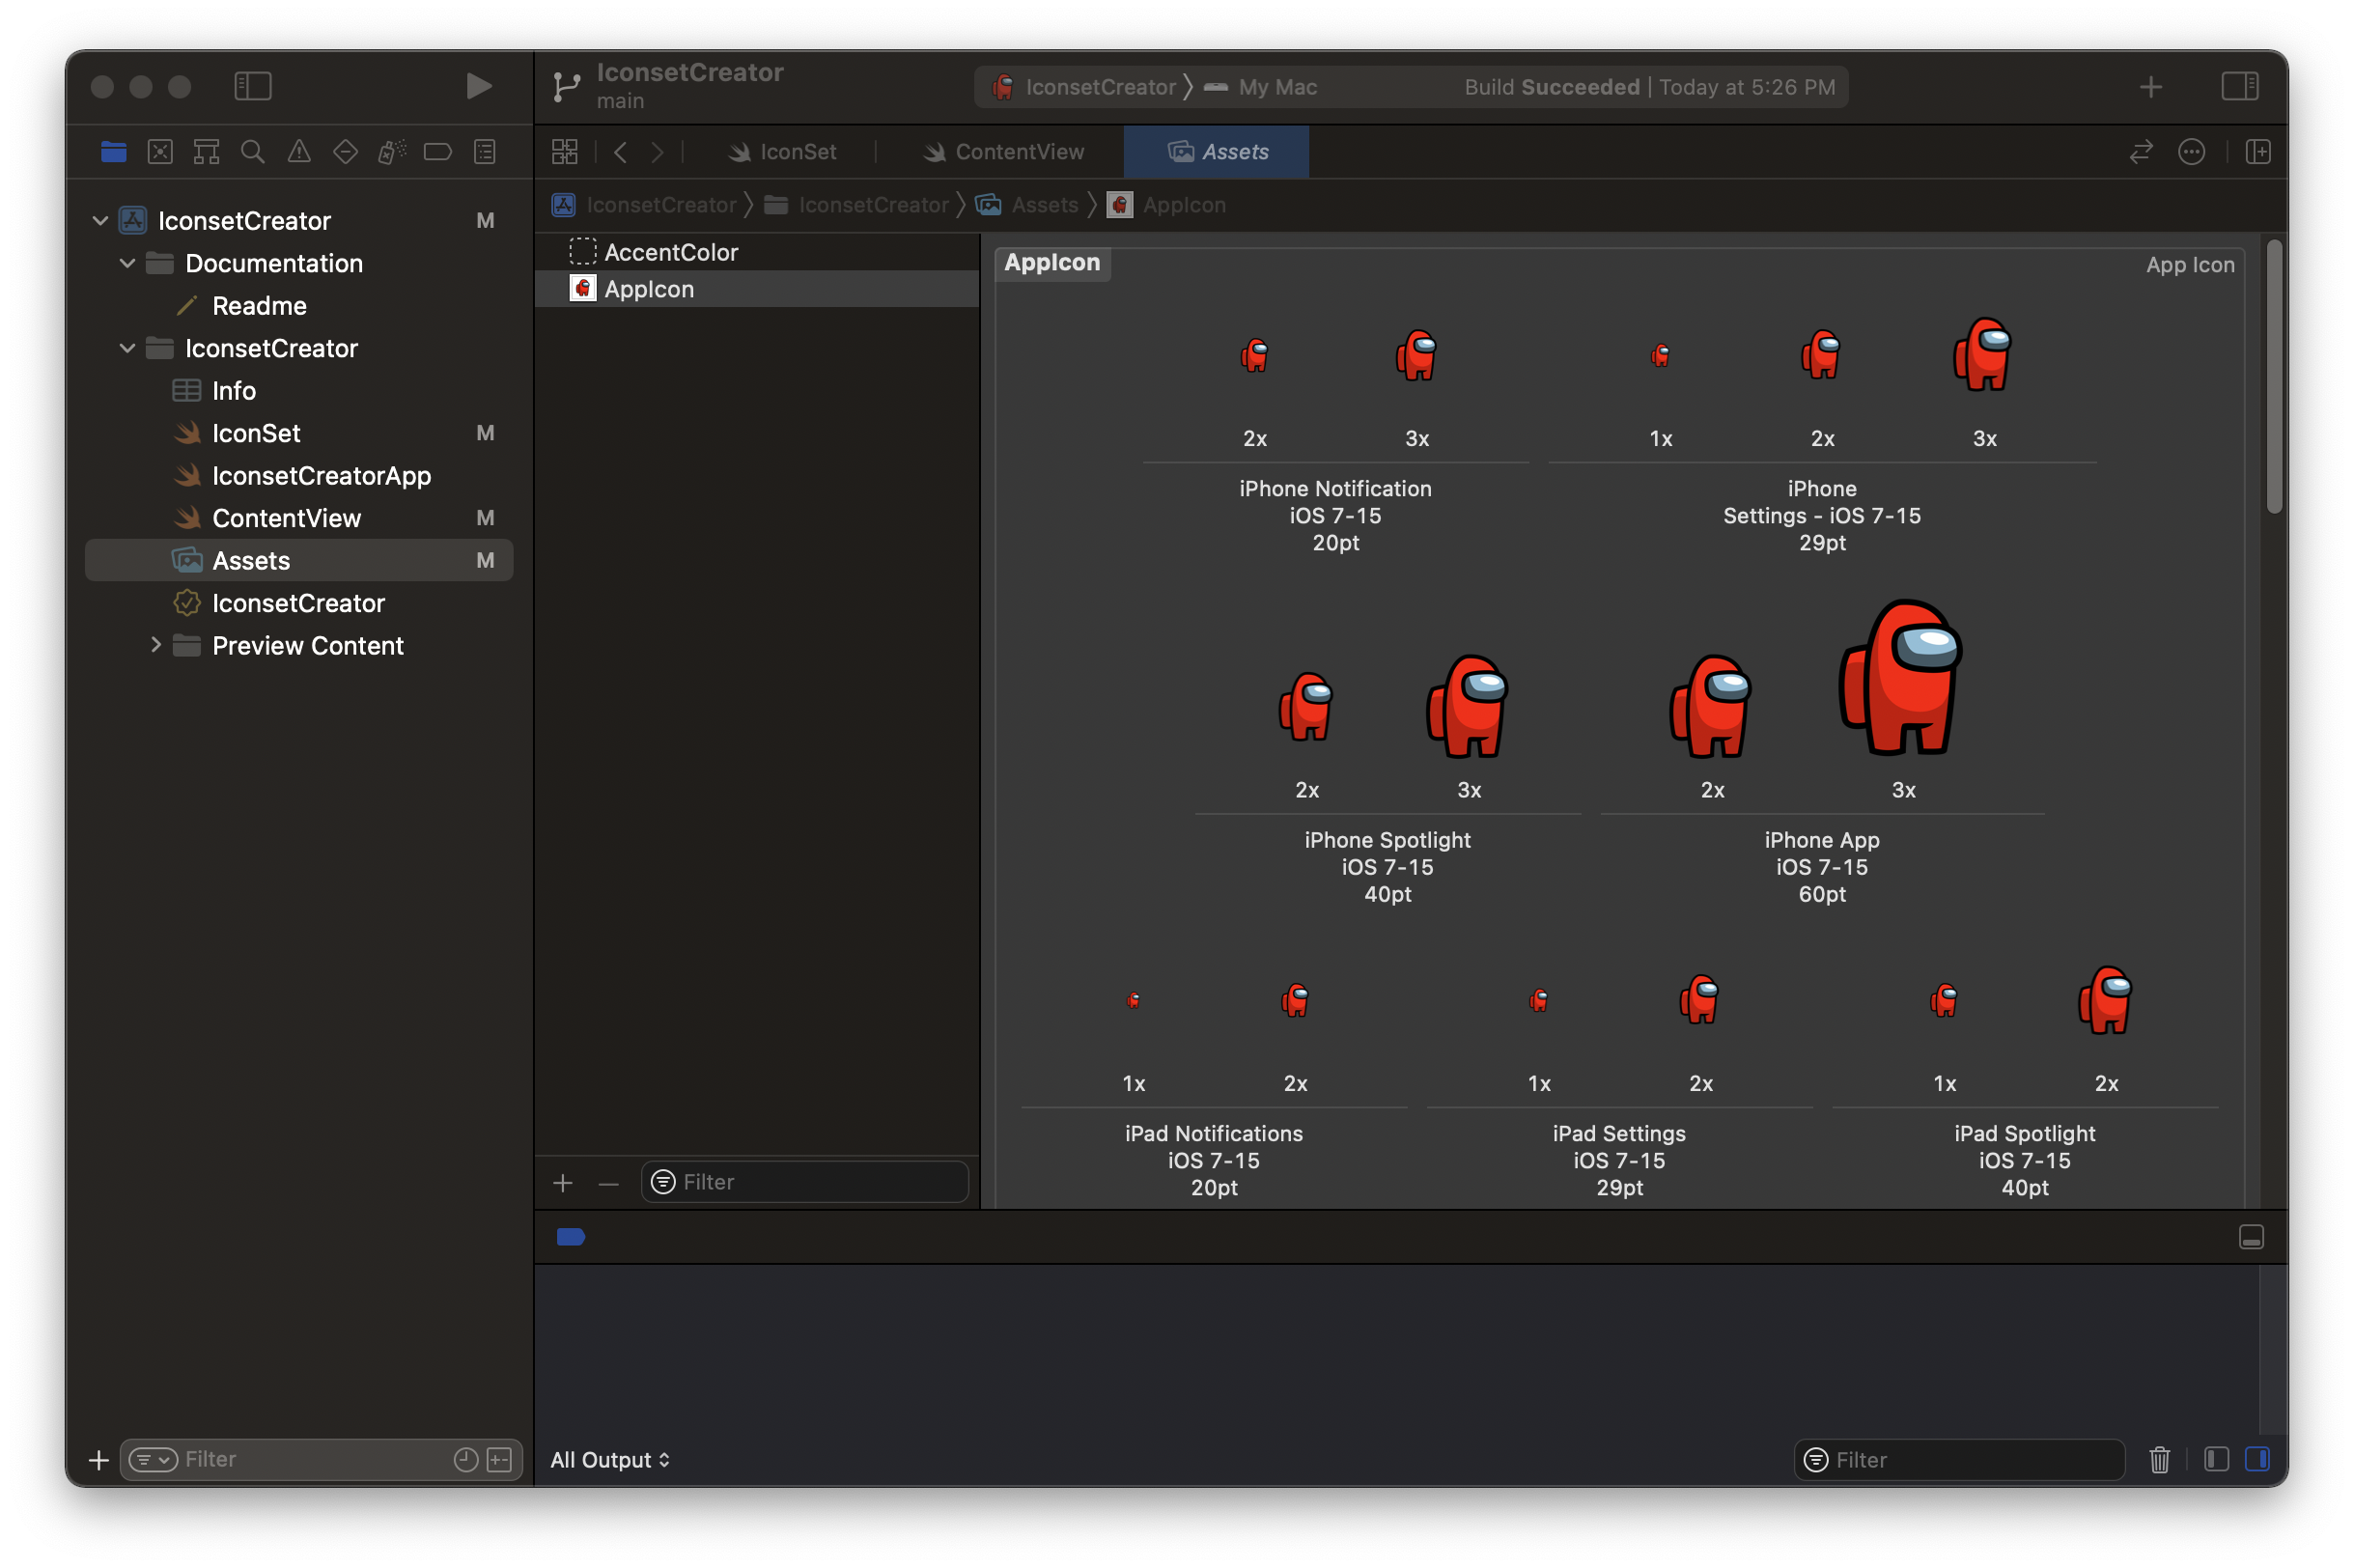 IconsetCreator
main
IconsetCreator
My Mac
Build Succeeded | Today at 5:26 PM
IconSet
ContentView
Assets
IconsetCreator
IconsetCreator
Assets
AppIcon
IconsetCreator M
Documentation
Readme
IconsetCreator
Info
IconSet M
IconsetCreatorApp
ContentView M
Assets M
IconsetCreator
Preview Content
Filter
AccentColor
AppIcon
Filter
AppIcon
App Icon
2x 3x
iPhone Notification
iOS 7-15
20pt
1x 2x 3x
iPhone
Settings - iOS 7-15
29pt
2x 3x
iPhone Spotlight
iOS 7-15
40pt
2x 3x
iPhone App
iOS 7-15
60pt
1x 2x
iPad Notifications
iOS 7-15
20pt
1x 2x
iPad Settings
iOS 7-15
29pt
1x 2x
iPad Spotlight
iOS 7-15
40pt
All Output
Filter